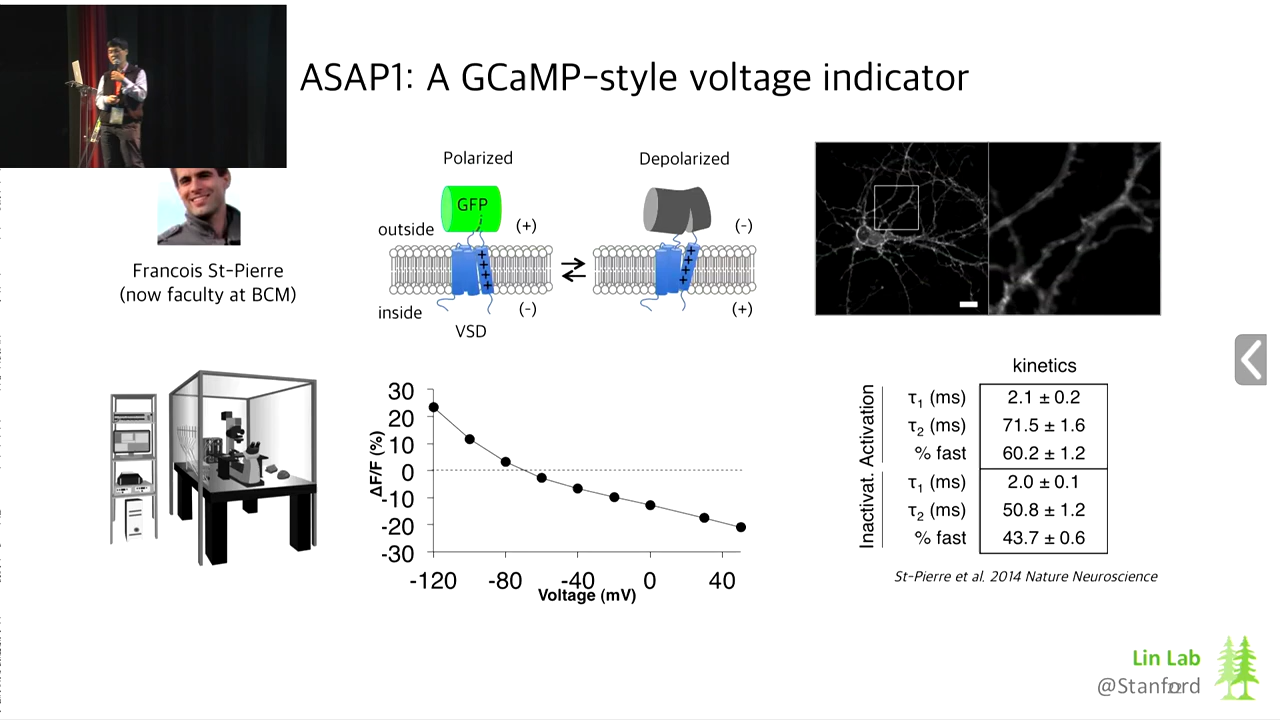 ASAP1: A GCaMP-style voltage indicator
Francois St-Pierre
(now faculty at BCM)
Polarized
Depolarized
GFP
outside
(+)
(-)
+
+
+
+
+
+
+
+
inside
(-)
(+)
VSD
ΔF/F (%)
30
20
10
0
-10
-20
-30
-120
-80
-40
0
40
Voltage (mV)
kinetics
Activation
τ1 (ms) 2.1 ± 0.2
τ2 (ms) 71.5 ± 1.6
% fast 60.2 ± 1.2
Inactivat.
τ1 (ms) 2.0 ± 0.1
τ2 (ms) 50.8 ± 1.2
% fast 43.7 ± 0.6
St-Pierre et al. 2014 Nature Neuroscience
Lin Lab
@Stanford
22